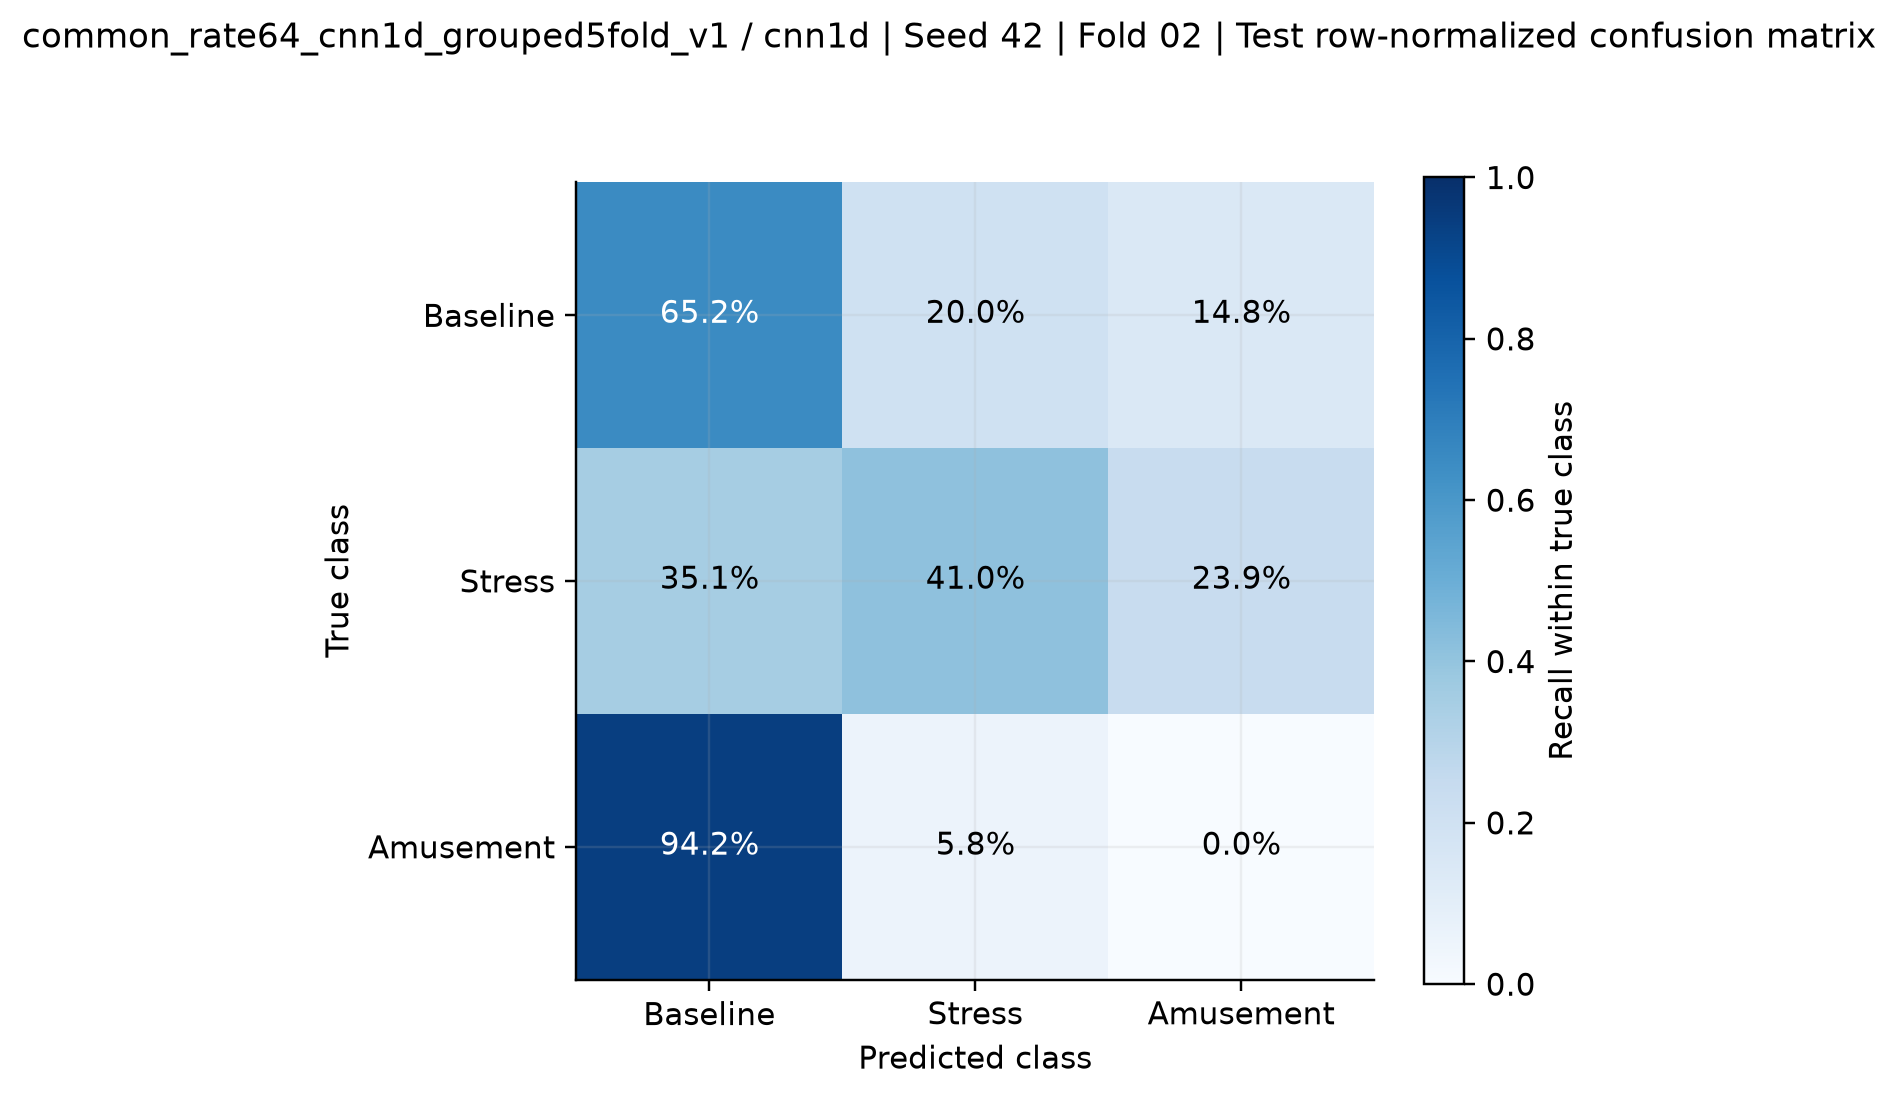 common_rate64_cnn1d_grouped5fold_v1 / cnn1d | Seed 42 | Fold 02 | Test row-normalized confusion matrix
True class
Baseline
65.2%
20.0%
14.8%
Stress
35.1%
41.0%
23.9%
Amusement
94.2%
5.8%
0.0%
Baseline
Stress
Amusement
Predicted class
1.0
0.8
0.6
0.4
0.2
0.0
Recall within true class